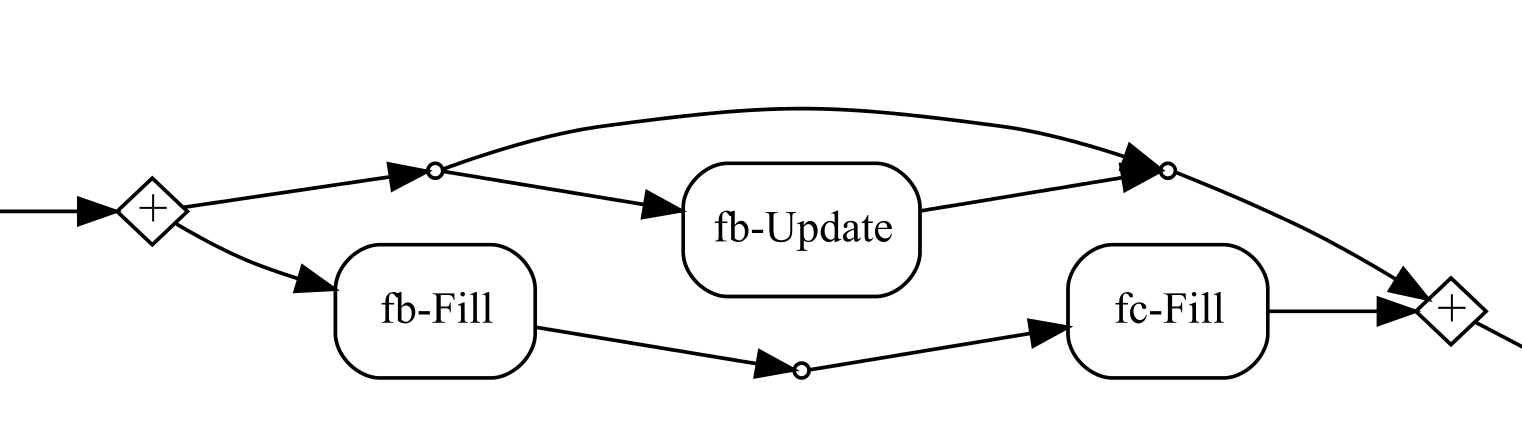 +
fb-Update
fb-Fill
fc-Fill
+